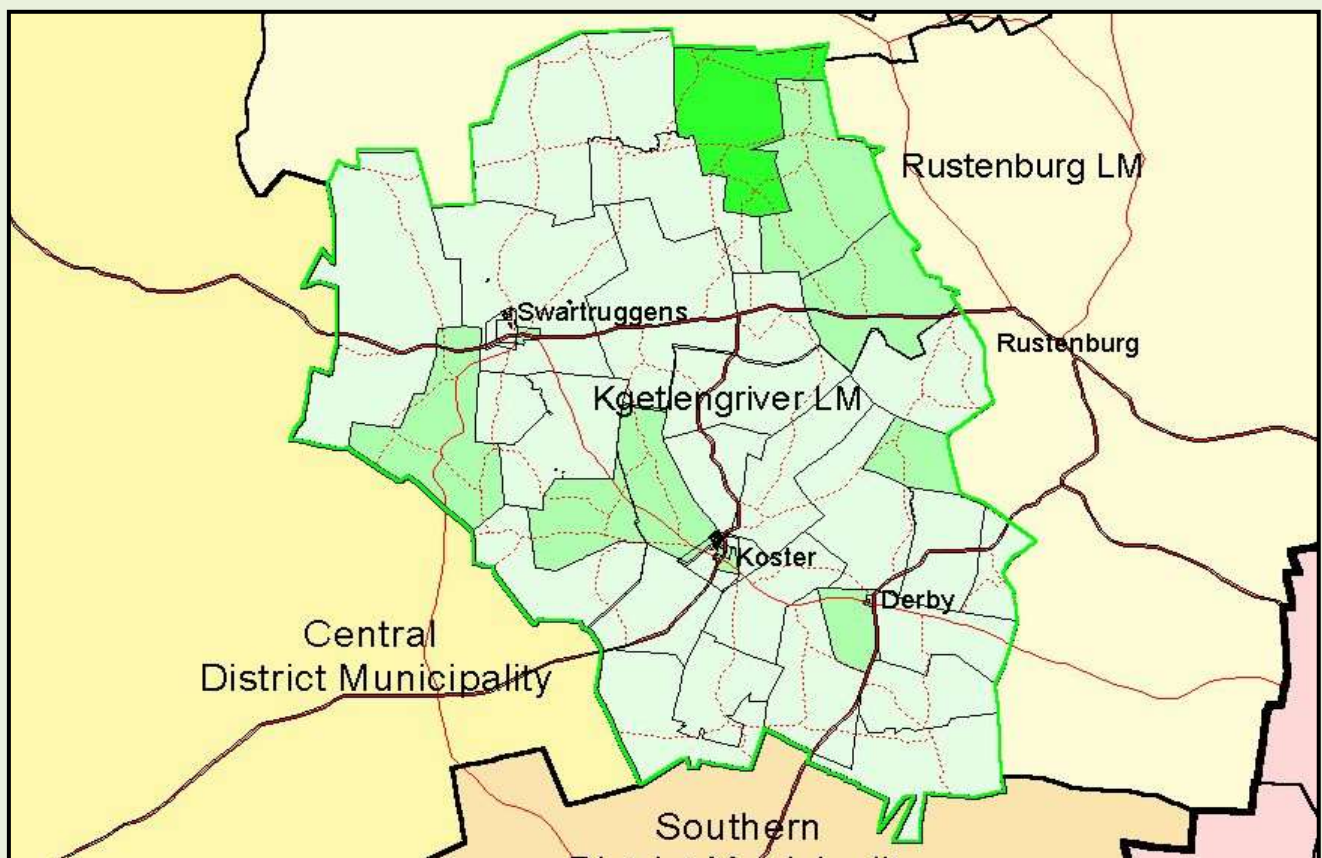 Rustenburg LM
Swartruggens
Rustenburg
Kgetlengriver LM
Koster
Derby
Central
District Municipality
Southern